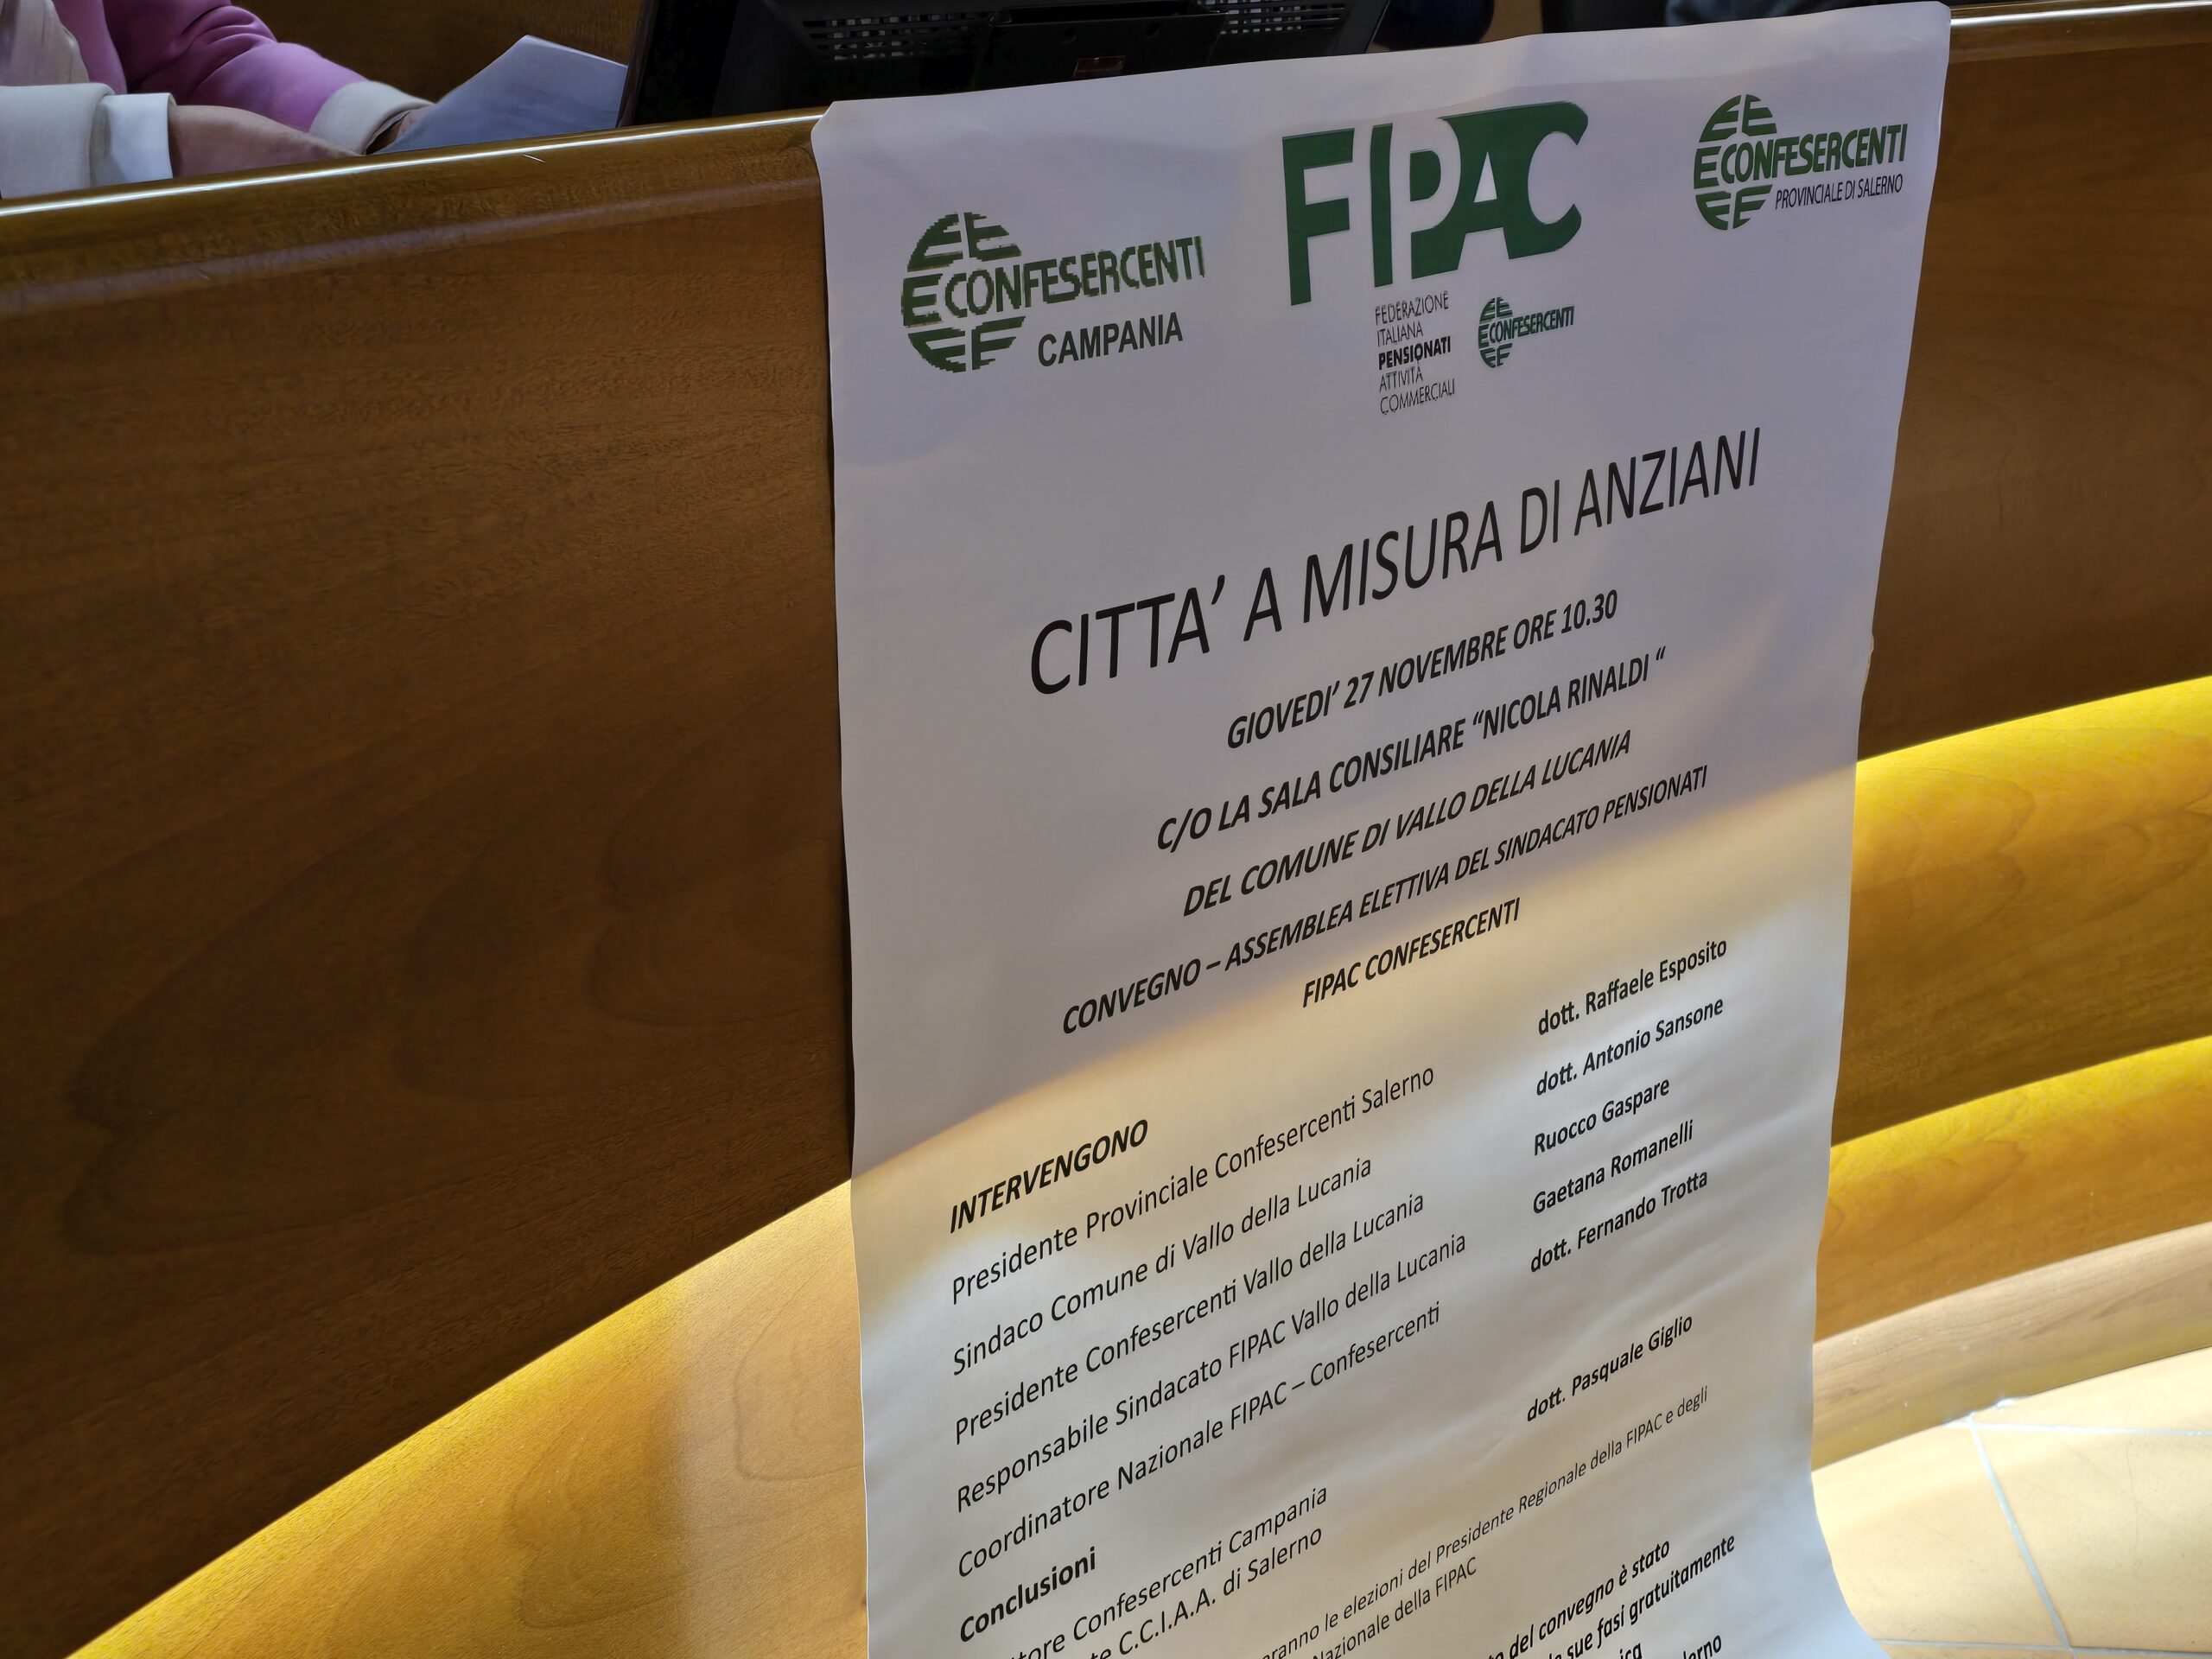 CONFESERCENTI
CAMPANIA
FIPAC
FEDERAZIONE
ITALIANA
PENSIONATI
ATTIVITÀ
COMMERCIALI
CONFESERCENTI
CONFESERCENTI
PROVINCIALE DI SALERNO
CITTA' A MISURA DI ANZIANI
GIOVEDI' 27 NOVEMBRE ORE 10.30
C/O LA SALA CONSILIARE “NICOLA RINALDI “
DEL COMUNE DI VALLO DELLA LUCANIA
CONVEGNO – ASSEMBLEA ELETTIVA DEL SINDACATO PENSIONATI
FIPAC CONFESERCENTI
INTERVENGONO
Presidente Provinciale Confesercenti Salerno dott. Raffaele Esposito
Sindaco Comune di Vallo della Lucania dott. Antonio Sansone
Presidente Confesercenti Vallo della Lucania Ruocco Gaspare
Responsabile Sindacato FIPAC Vallo della Lucania Gaetana Romanelli
Coordinatore Nazionale FIPAC – Confesercenti dott. Fernando Trotta
Conclusioni
Confesercenti Campania dott. Pasquale Giglio
C.C.I.A.A. di Salerno
le elezioni del Presidente Regionale della FIPAC e degli
Nazionale della FIPAC
del convegno è stato
sue fasi gratuitamente